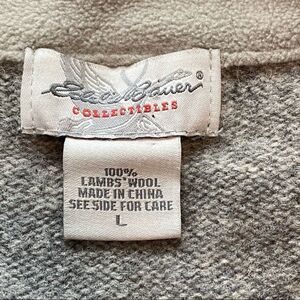 Eddie Bauer®
COLLECTIBLES
100%
LAMBS' WOOL
MADE IN CHINA
SEE SIDE FOR CARE
L